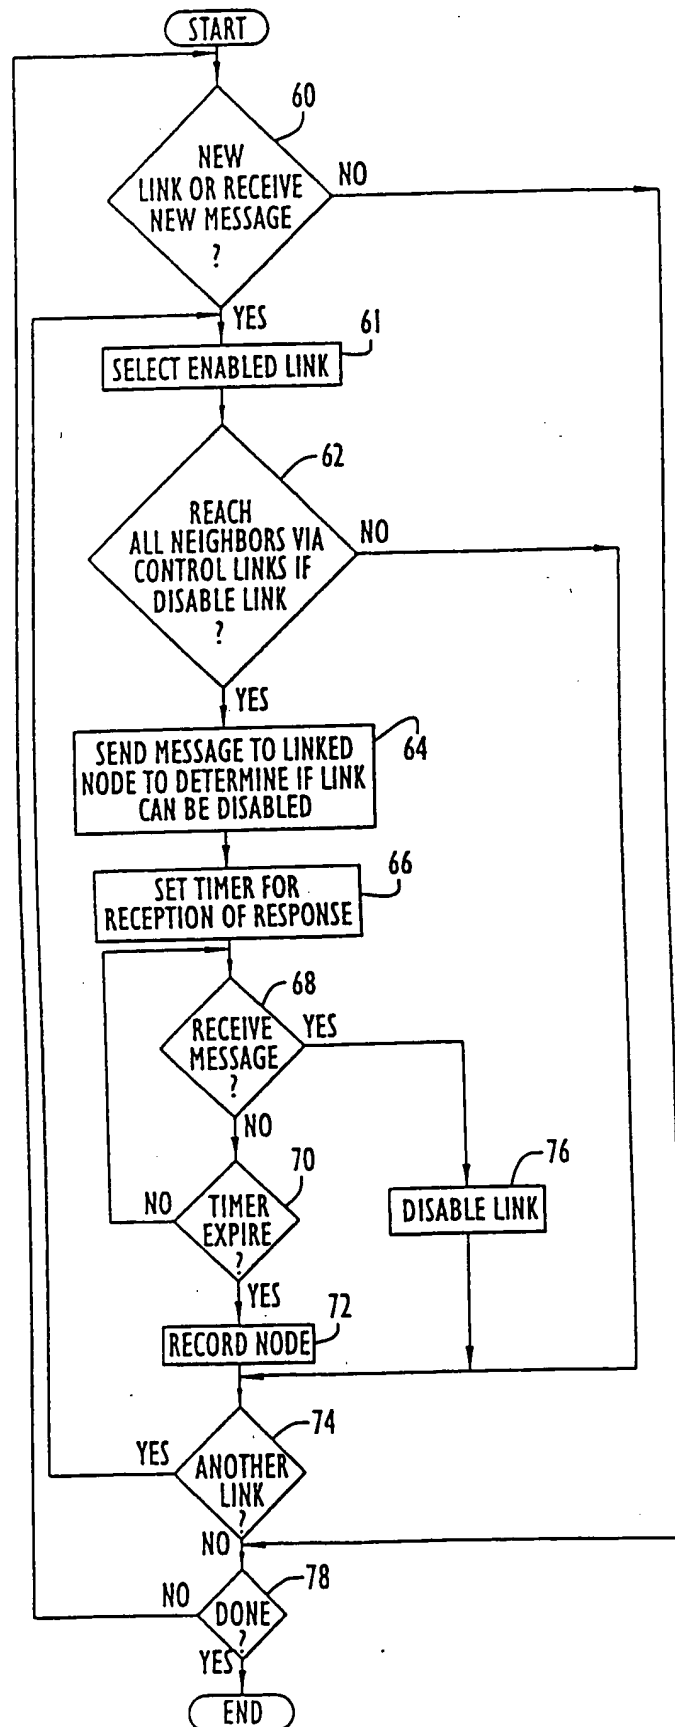 START
60
NEW
LINK OR RECEIVE
NEW MESSAGE
?
NO
YES
61
SELECT ENABLED LINK
62
REACH
ALL NEIGHBORS VIA
CONTROL LINKS IF
DISABLE LINK
?
NO
YES
SEND MESSAGE TO LINKED
NODE TO DETERMINE IF LINK
CAN BE DISABLED
64
66
SET TIMER FOR
RECEPTION OF RESPONSE
68
RECEIVE
MESSAGE
?
YES
NO
70
TIMER
EXPIRE
?
NO
YES
76
DISABLE LINK
72
RECORD NODE
74
YES
ANOTHER
LINK
?
NO
78
NO
DONE
?
YES
END